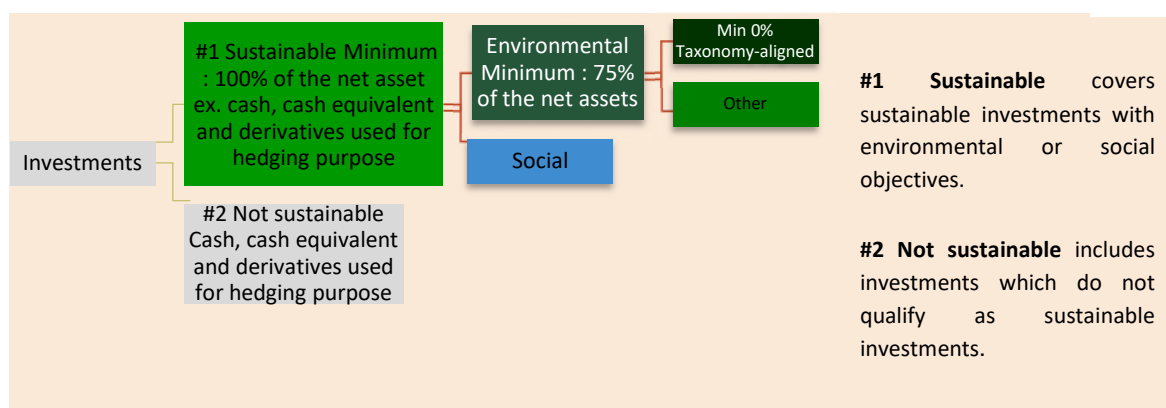 Investments
#1 Sustainable Minimum
: 100% of the net asset
ex. cash, cash equivalent
and derivatives used for
hedging purpose
#2 Not sustainable
Cash, cash equivalent
and derivatives used
for hedging purpose
Environmental
Minimum : 75%
of the net assets
Social
Min 0%
Taxonomy-aligned
Other
#1 Sustainable covers
sustainable investments with
environmental or social
objectives.
#2 Not sustainable includes
investments which do not
qualify as sustainable
investments.